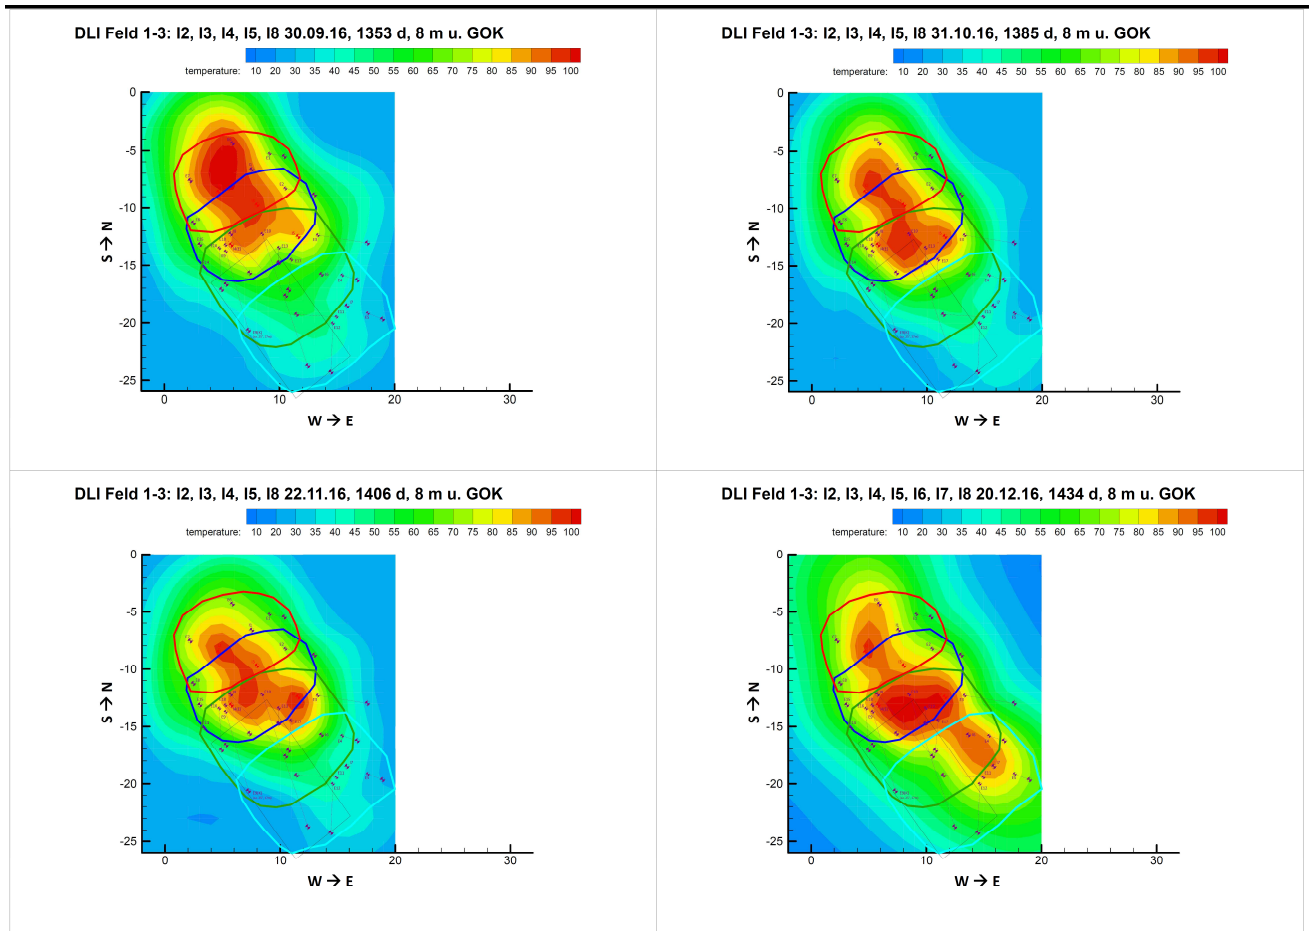 DLI Feld 1-3: I2, I3, I4, I5, I8 30.09.16, 1353 d, 8 m u. GOK
temperature: 10 20 30 35 40 45 50 55 60 65 70 75 80 85 90 95 100
0
-5
-10
-15
-20
-25
S → N
0 10 20 30
W → E
DLI Feld 1-3: I2, I3, I4, I5, I8 31.10.16, 1385 d, 8 m u. GOK
temperature: 10 20 30 35 40 45 50 55 60 65 70 75 80 85 90 95 100
0
-5
-10
-15
-20
-25
S → N
0 10 20 30
W → E
DLI Feld 1-3: I2, I3, I4, I5, I8 22.11.16, 1406 d, 8 m u. GOK
temperature: 10 20 30 35 40 45 50 55 60 65 70 75 80 85 90 95 100
0
-5
-10
-15
-20
-25
S → N
0 10 20 30
W → E
DLI Feld 1-3: I2, I3, I4, I5, I6, I7, I8 20.12.16, 1434 d, 8 m u. GOK
temperature: 10 20 30 35 40 45 50 55 60 65 70 75 80 85 90 95 100
0
-5
-10
-15
-20
-25
S → N
0 10 20 30
W → E